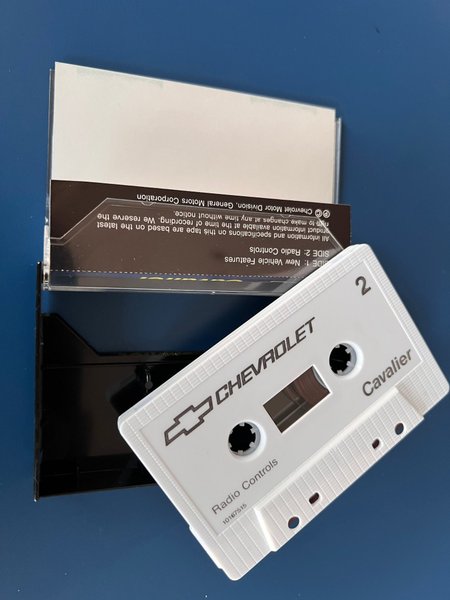 SIDE 1: New Vehicle Features
SIDE 2: Radio Controls
All information and specifications on this tape are based on the latest
product information available at the time of recording. We reserve the
right to make changes at any time without notice.
©℗ Chevrolet Motor Division, General Motors Corporation
2
CHEVROLET
Cavalier
Radio Controls
10167515